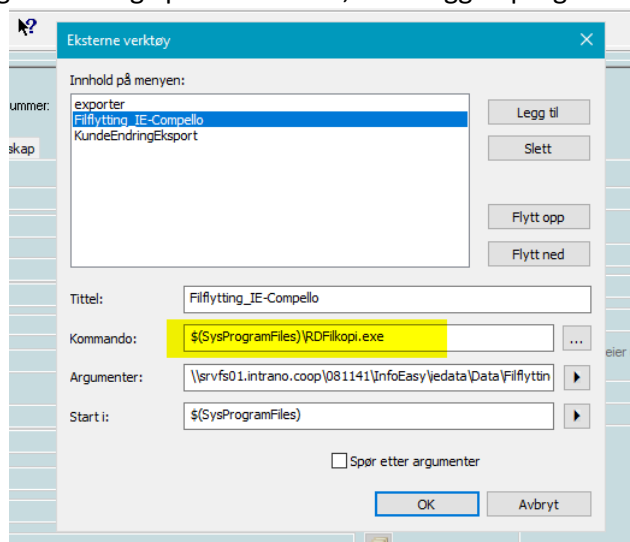 Eksterne verktøy
Innhold på menyen:
ummer:
exporter
Filflytting_IE-Compello
KundeEndringEksport
skap
Legg til
Slett
Flytt opp
Flytt ned
Tittel:
Filflytting_IE-Compello
Kommando:
$(SysProgramFiles)\RDFilkopi.exe
...
eier
Argumenter:
\\srvfs01.intrano.coop\081141\InfoEasy\iedata\Data\Filflyttin
Start i:
$(SysProgramFiles)
Spør etter argumenter
OK
Avbryt